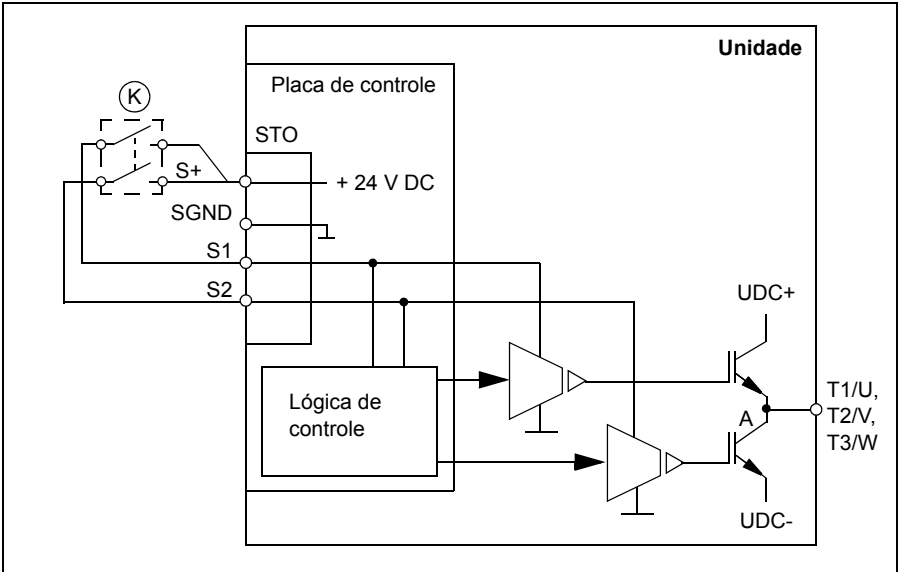 Unidade
Placa de controle
K
STO
S+
+ 24 V DC
SGND
S1
S2
UDC+
Lógica de
controle
A
T1/U,
T2/V,
T3/W
UDC-